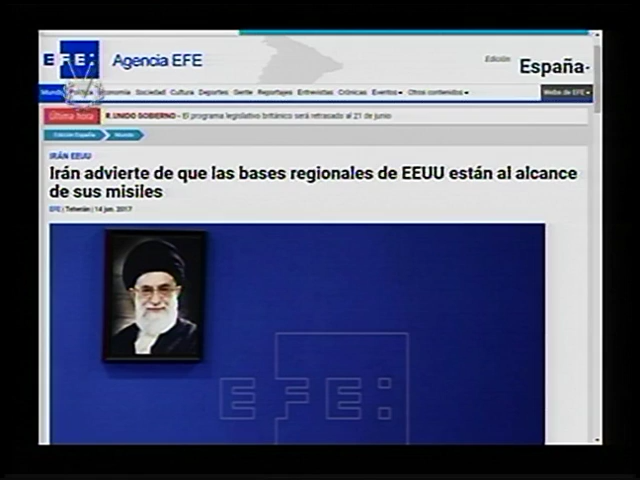 EFE:
Agencia EFE
Edición
España
Mundo Economía Sociedad Cultura Deportes Gente Reportajes Entrevistas Crónicas Eventos Otros contenidos
Webs de EFE
Última hora
R.UNIDO GOBIERNO - El programa legislativo británico será retrasado al 21 de junio
Edición España
Mundo
IRÁN EEUU
Irán advierte de que las bases regionales de EEUU están al alcance
de sus misiles
EFE | Teherán | 14 jun. 2017
EFE: